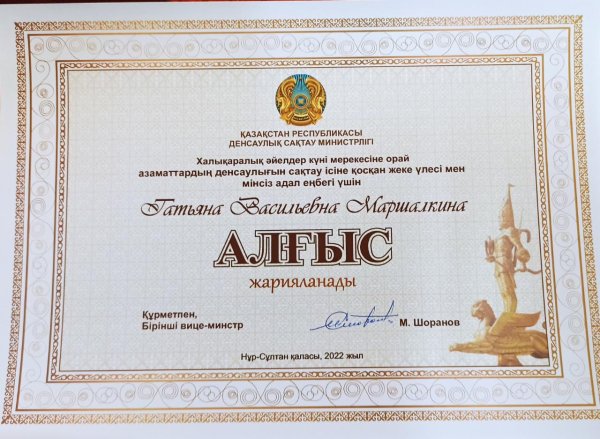 ҚАЗАҚСТАН РЕСПУБЛИКАСЫ
ДЕНСАУЛЫҚ САҚТАУ МИНИСТРЛІГІ
Халықаралық әйелдер күні мерекесіне орай
азаматтардың денсаулығын сақтау ісіне қосқан жеке үлесі мен
мінсіз адал еңбегі үшін
Татьяна Васильевна Маршалкина
АЛҒЫС
жарияланады
Құрметпен,
Бірінші вице-министр М. Шоранов
Нұр-Сұлтан қаласы, 2022 жыл